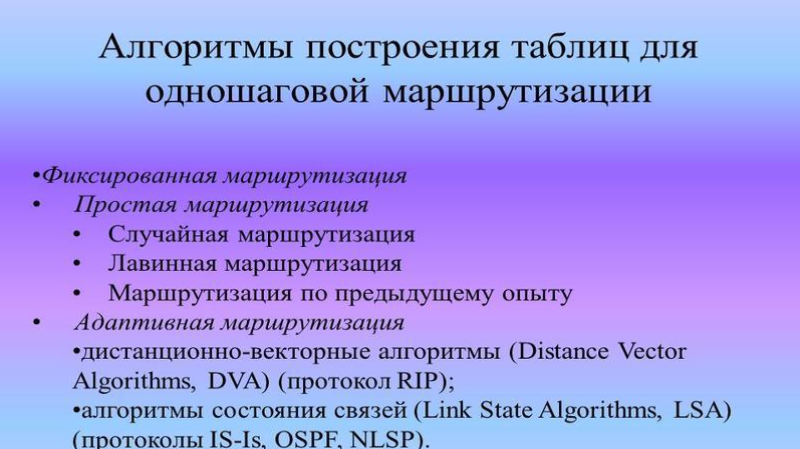 Алгоритмы построения таблиц для
одношаговой маршрутизации
•Фиксированная маршрутизация
• Простая маршрутизация
• Случайная маршрутизация
• Лавинная маршрутизация
• Маршрутизация по предыдущему опыту
• Адаптивная маршрутизация
•дистанционно-векторные алгоритмы (Distance Vector
Algorithms, DVA) (протокол RIP);
•алгоритмы состояния связей (Link State Algorithms, LSA)
(протоколы IS-Is, OSPF, NLSP).